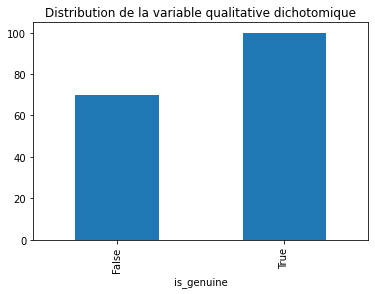 Distribution de la variable qualitative dichotomique
100
80
60
40
20
0
False
True
is_genuine